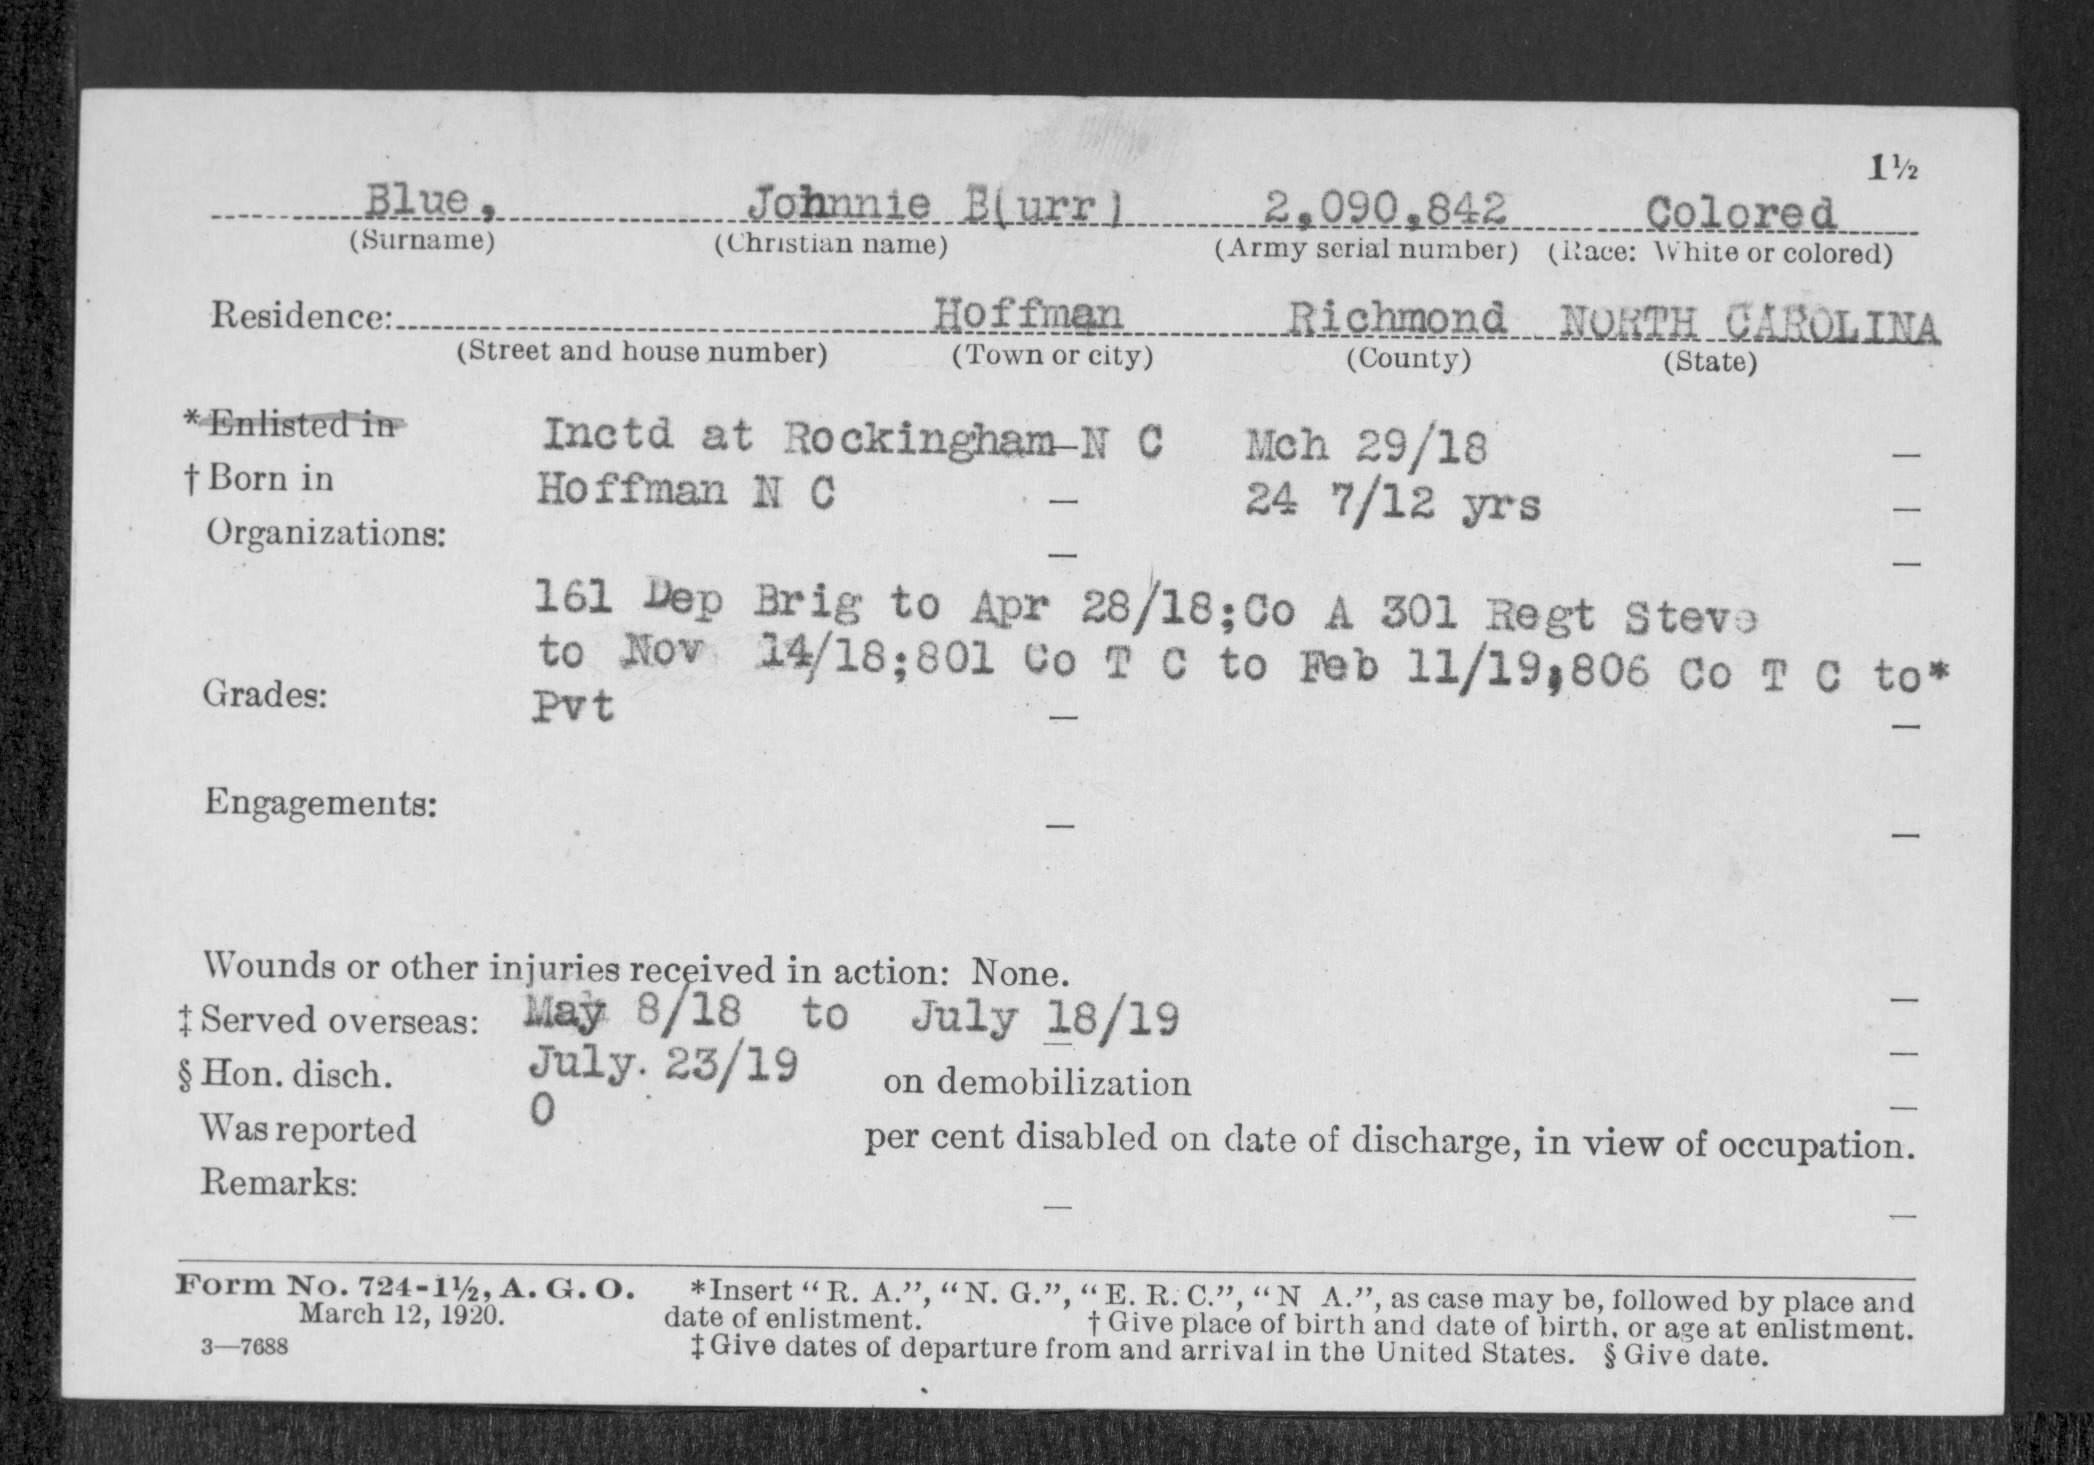 1½
Blue, Johnnie B(urr) 2,090,842 Colored
(Surname) (Christian name) (Army serial number) (Race: White or colored)
Residence: Hoffman Richmond NORTH CAROLINA
(Street and house number) (Town or city) (County) (State)
*Enlisted in Inctd at Rockingham N C Mch 29/18
†Born in Hoffman N C 24 7/12 yrs
Organizations:
161 Dep Brig to Apr 28/18;Co A 301 Regt Steve
to Nov 14/18;801 Co T C to Feb 11/19;806 Co T C to*
Grades: Pvt
Engagements:
Wounds or other injuries received in action: None.
‡Served overseas: May 8/18 to July 18/19
§Hon. disch. July. 23/19 on demobilization
Was reported 0 per cent disabled on date of discharge, in view of occupation.
Remarks:
Form No. 724-1½, A. G. O. *Insert "R. A.", "N. G.", "E. R. C.", "N A.", as case may be, followed by place and
March 12, 1920. date of enlistment. †Give place of birth and date of birth, or age at enlistment.
3—7688 ‡Give dates of departure from and arrival in the United States. §Give date.